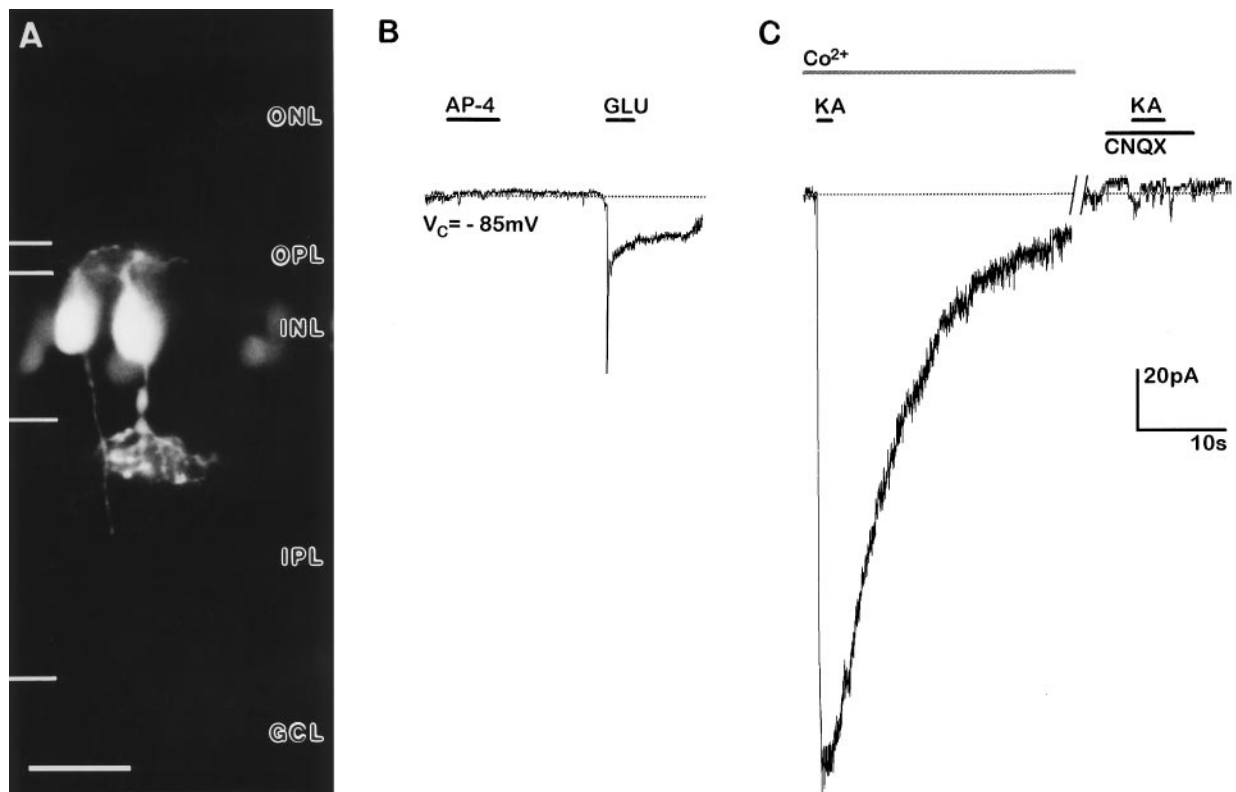 A
ONL
OPL
INL
IPL
GCL
B
AP-4
GLU
V_C = - 85mV
C
Co²⁺
KA
KA
CNQX
20pA
10s